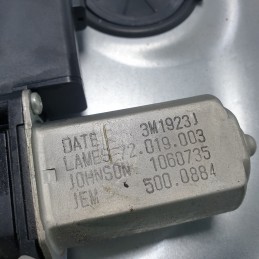 DATE 3M1923J
LAMES 72.019.003
JOHNSON 1060735
JEM 500.0884